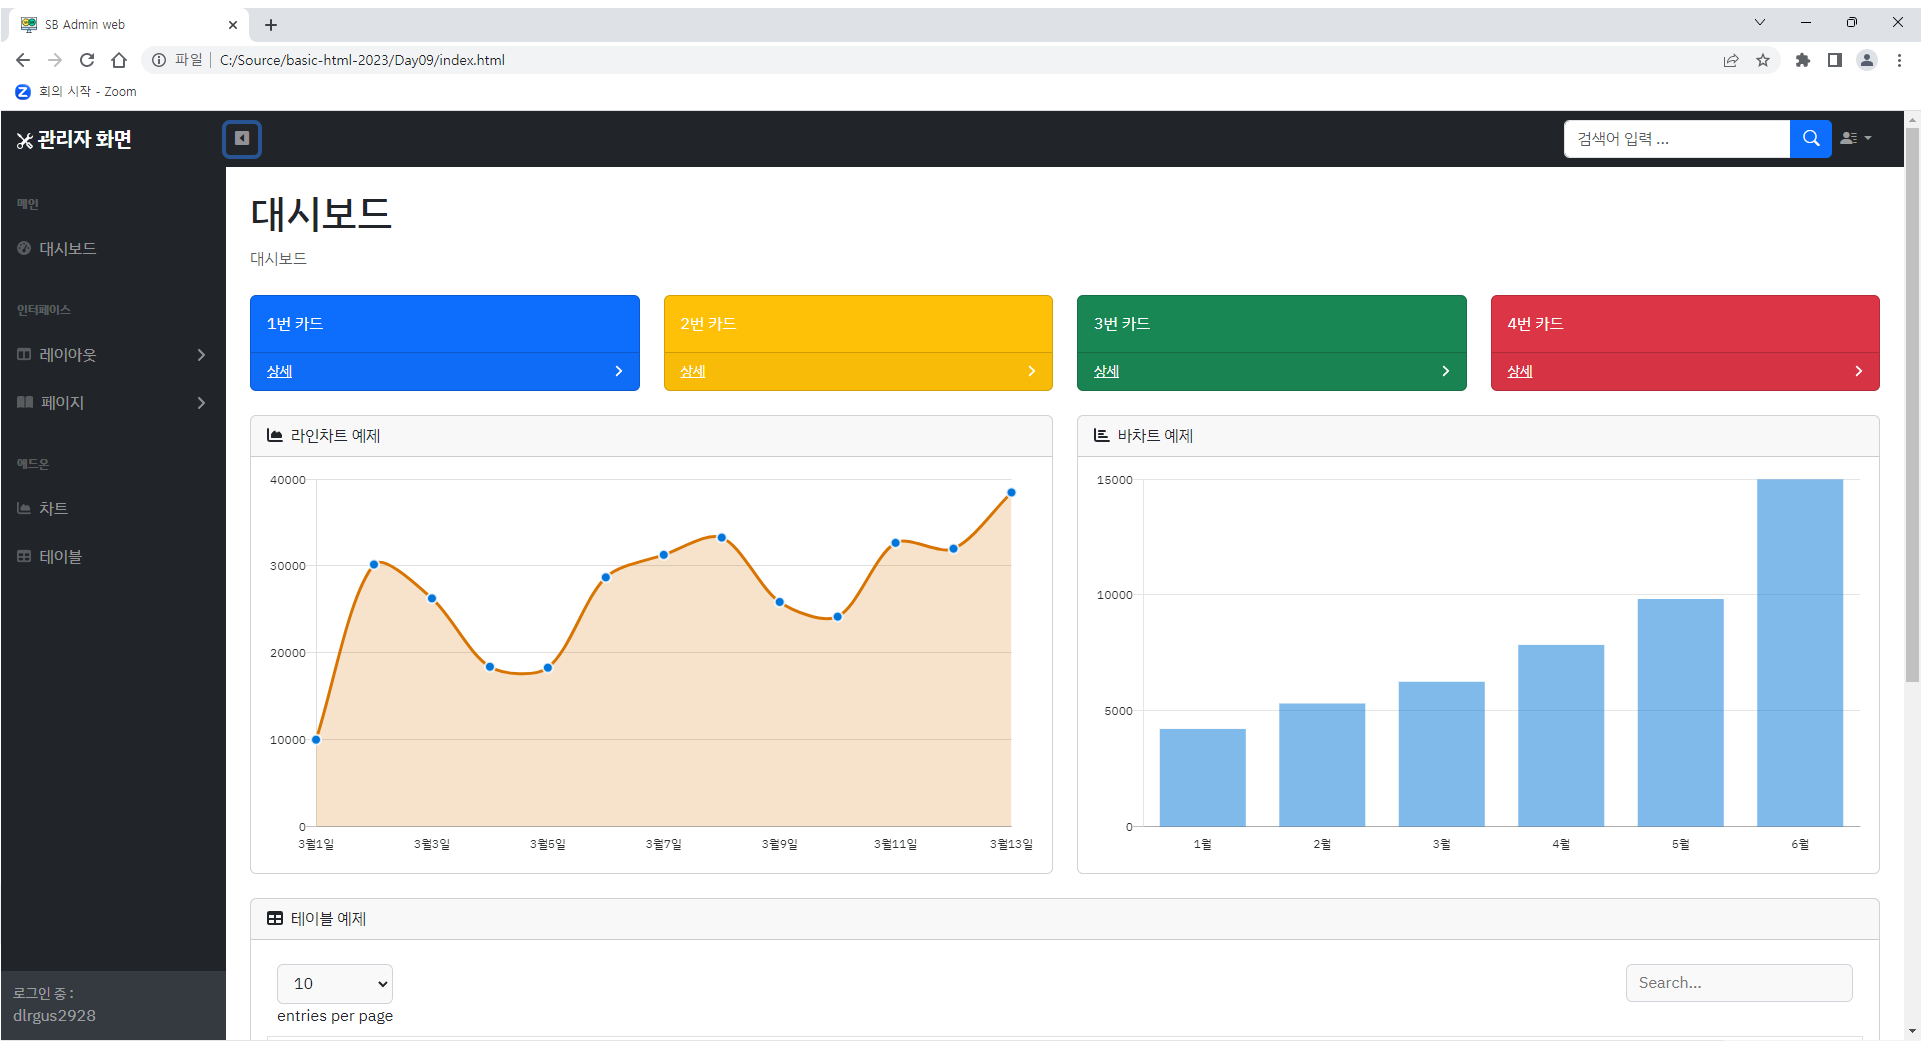 SB Admin web
파일 C:/Source/basic-html-2023/Day09/index.html
회의 시작 - Zoom
관리자 화면
검색어 입력 ...
메인
대시보드
인터페이스
레이아웃
페이지
애드온
차트
테이블
로그인 중 :
dlrgus2928
대시보드
대시보드
1번 카드
상세
2번 카드
상세
3번 카드
상세
4번 카드
상세
라인차트 예제
40000
30000
20000
10000
0
3월1일 3월3일 3월5일 3월7일 3월9일 3월11일 3월13일
바차트 예제
15000
10000
5000
0
1월 2월 3월 4월 5월 6월
테이블 예제
10
entries per page
Search...